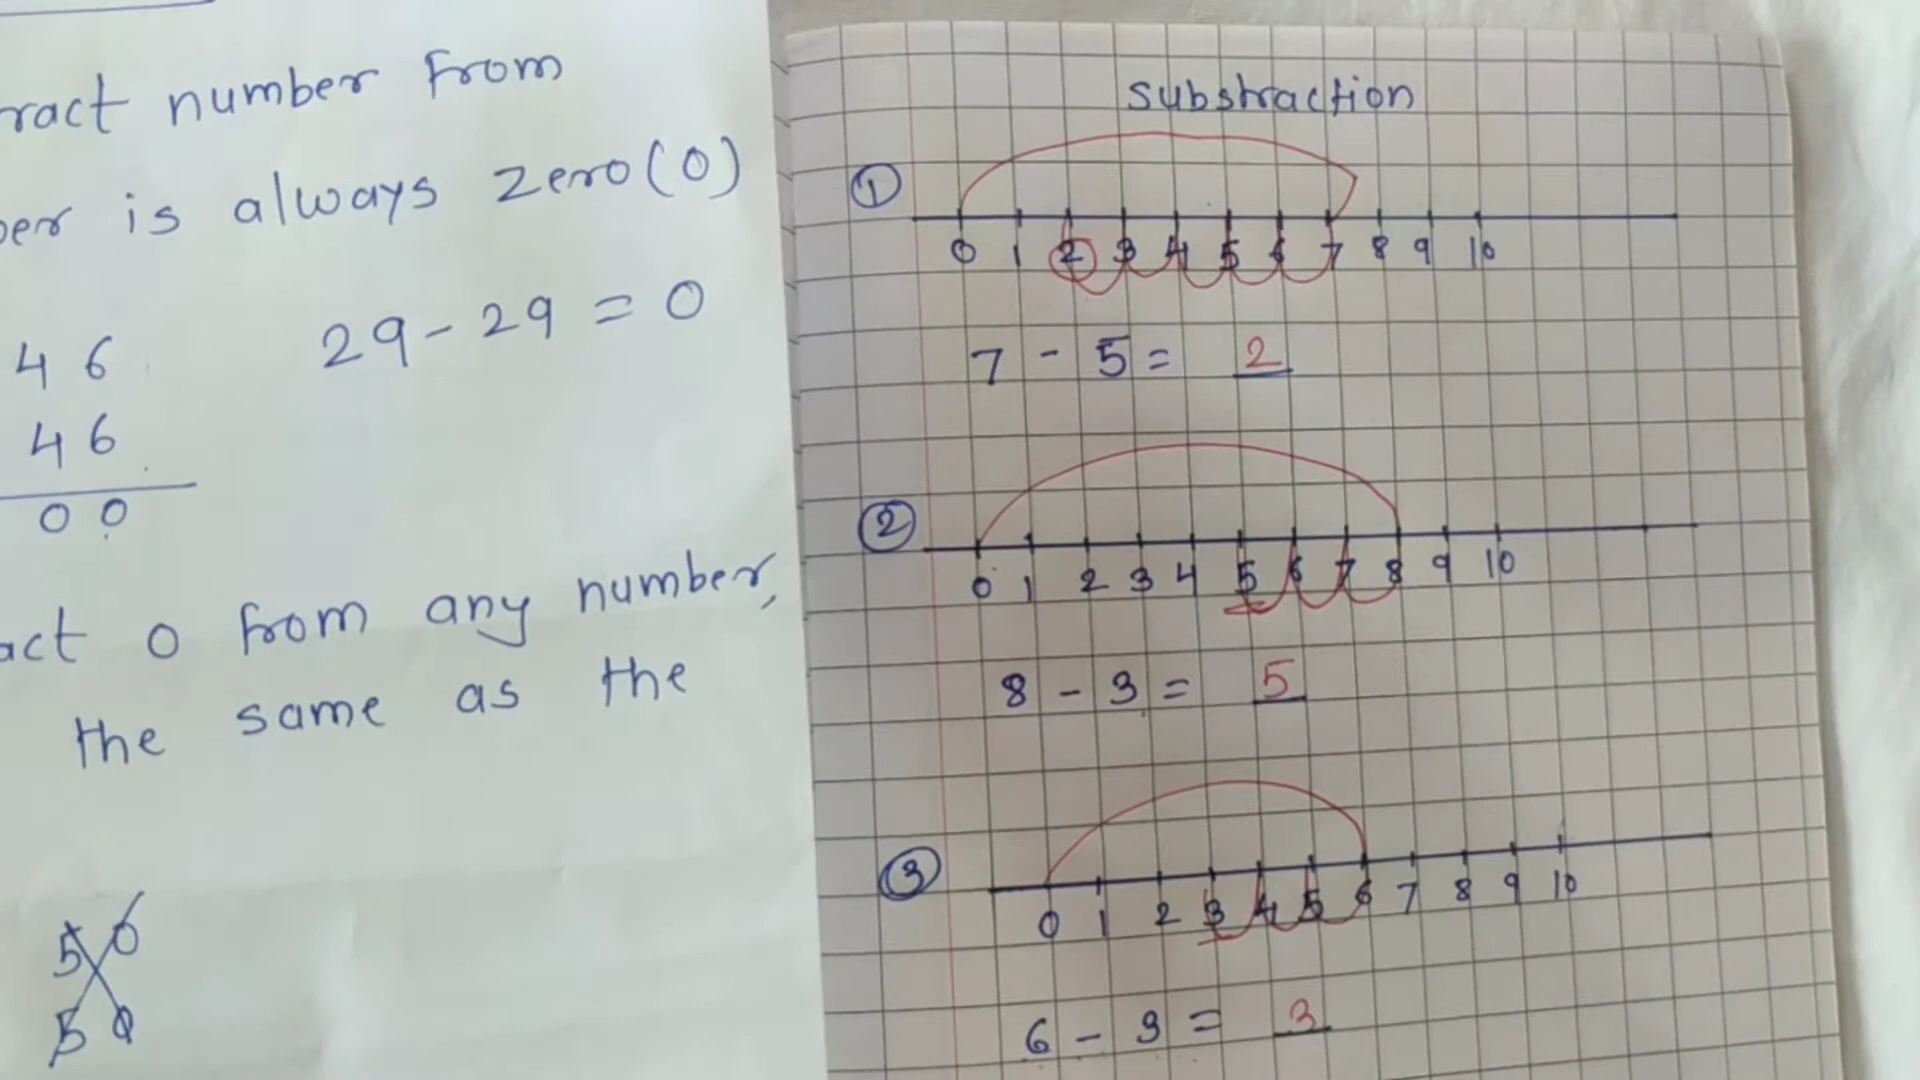 ract number from
er is always zero (0)
46 29 - 29 = 0
46
00
act 0 from any number,
the same as the
50
50
substraction
1
0 1 2 3 4 5 6 7 8 9 10
7 - 5 = 2
2
0 1 2 3 4 5 6 7 8 9 10
8 - 3 = 5
3
0 1 2 3 4 5 6 7 8 9 10
6 - 3 = 3